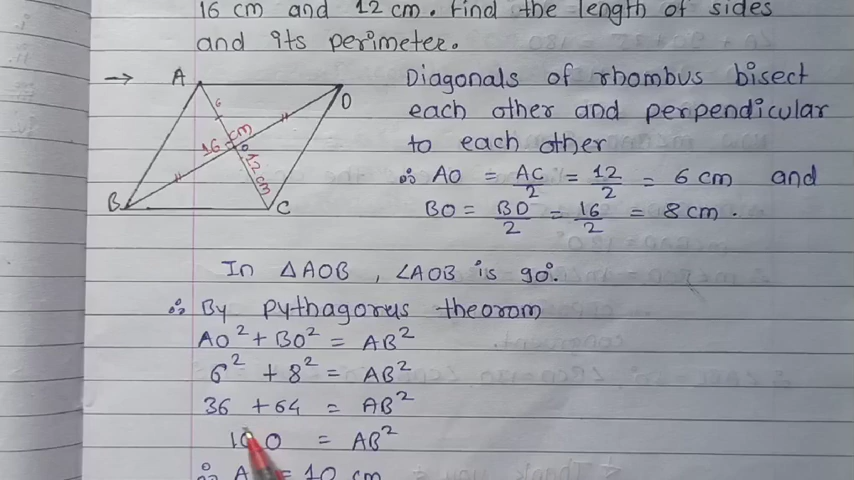 16 cm and 12 cm. Find the length of sides
and its perimeter.
→ A
D
B
C
6
16 cm
12 cm
Diagonals of rhombus bisect
each other and perpendicular
to each other
∴ AO = AC/2 = 12/2 = 6 cm and
BO = BD/2 = 16/2 = 8 cm.
In △AOB, ∠AOB is 90°.
∴ By pythagorus theorom
AO² + BO² = AB²
6² + 8² = AB²
36 + 64 = AB²
100 = AB²
∴ A = 10 cm